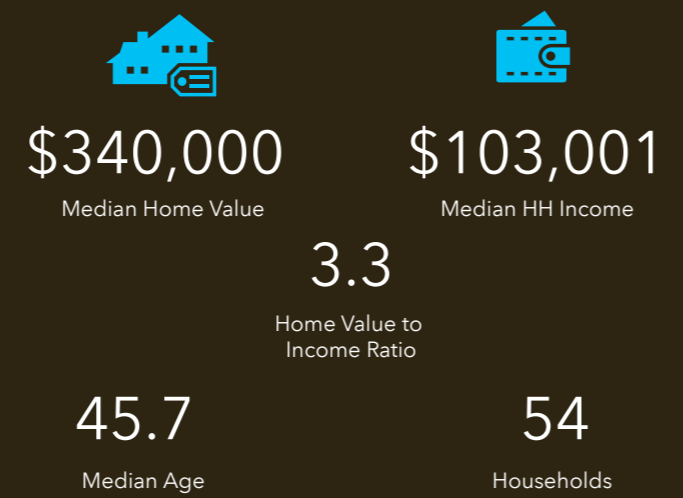 $340,000
Median Home Value
$103,001
Median HH Income
3.3
Home Value to
Income Ratio
45.7
Median Age
54
Households